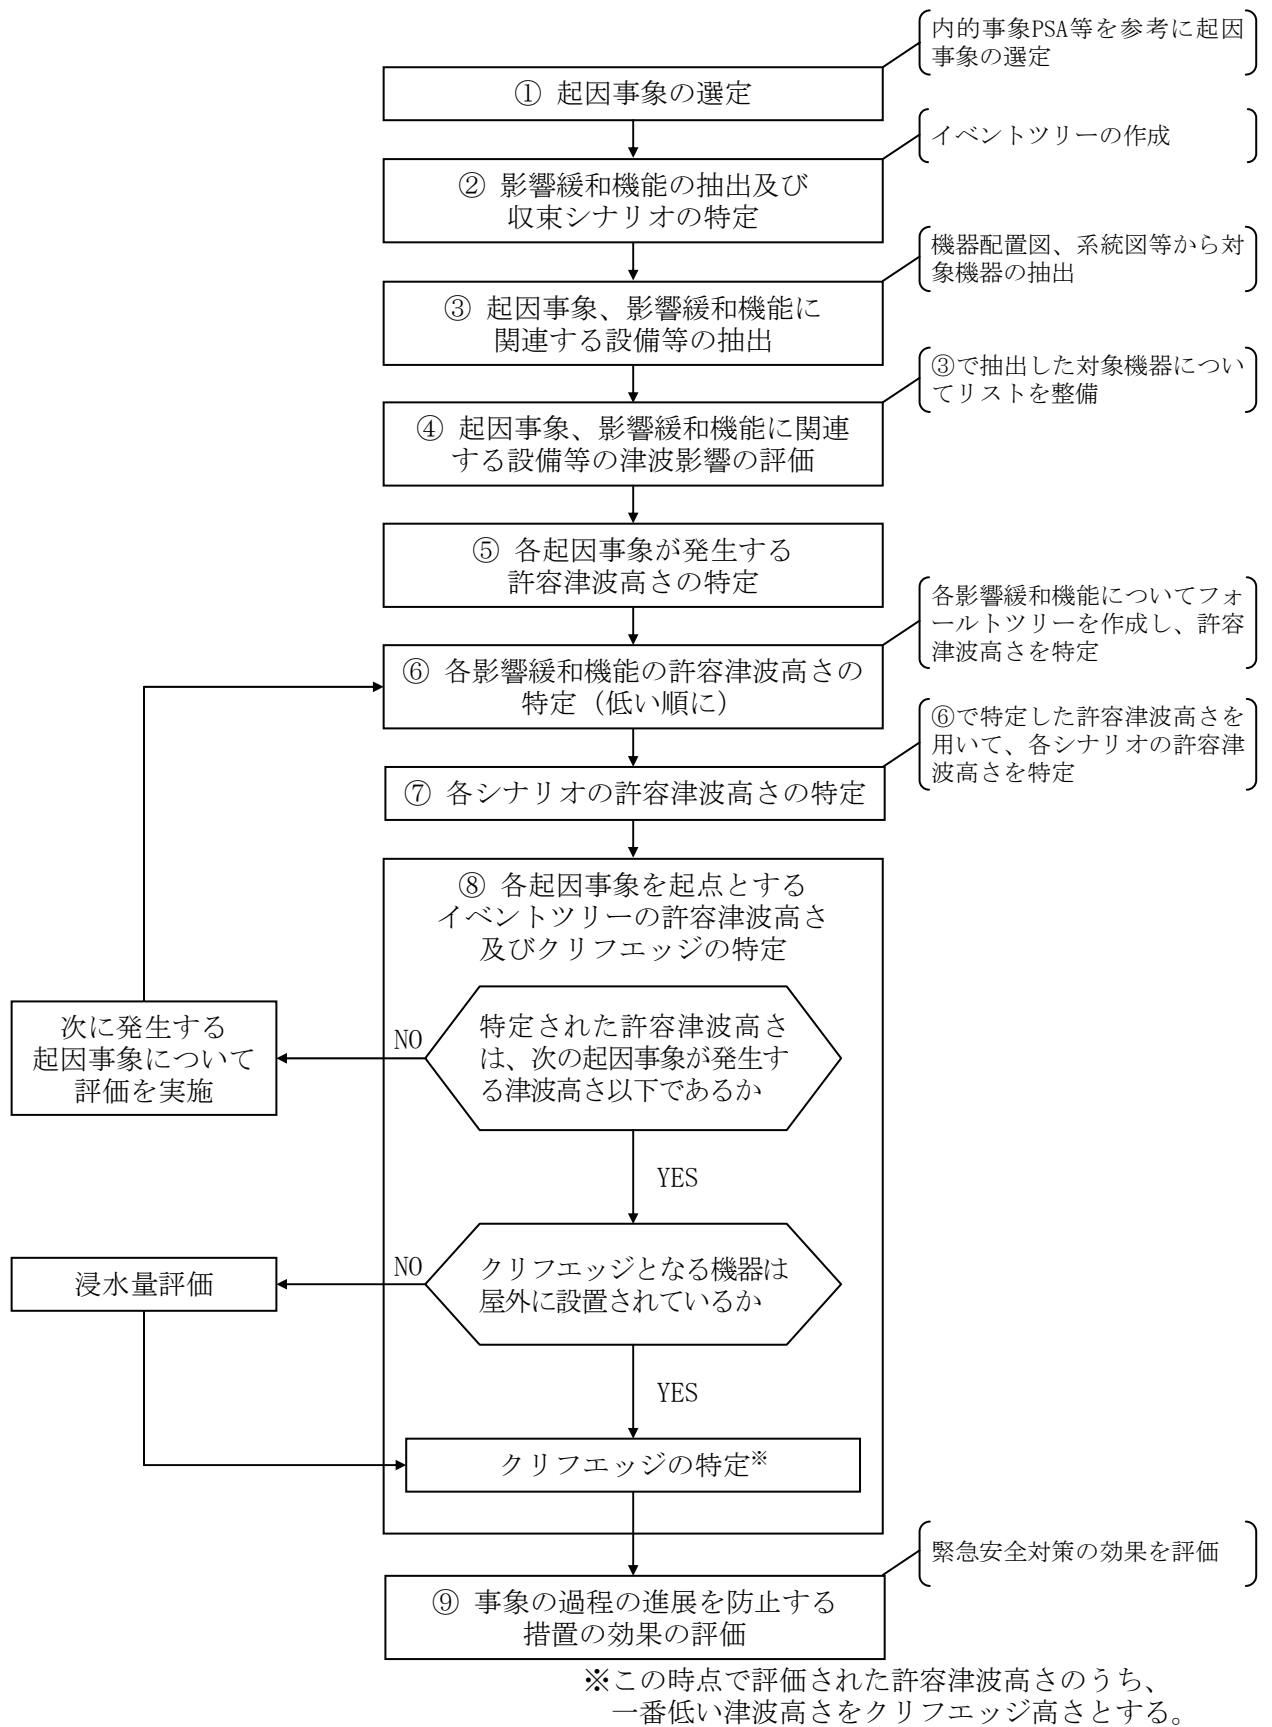 内的事象PSA等を参考に起因
事象の選定
① 起因事象の選定
イベントツリーの作成
② 影響緩和機能の抽出及び
収束シナリオの特定
機器配置図、系統図等から対
象機器の抽出
③ 起因事象、影響緩和機能に
関連する設備等の抽出
③で抽出した対象機器につい
てリストを整備
④ 起因事象、影響緩和機能に関連
する設備等の津波影響の評価
⑤ 各起因事象が発生する
許容津波高さの特定
各影響緩和機能についてフォ
ールトツリーを作成し、許容
津波高さを特定
⑥ 各影響緩和機能の許容津波高さの
特定（低い順に）
⑥で特定した許容津波高さを
用いて、各シナリオの許容津
波高さを特定
⑦ 各シナリオの許容津波高さの特定
⑧ 各起因事象を起点とする
イベントツリーの許容津波高さ
及びクリフエッジの特定
特定された許容津波高さ
は、次の起因事象が発生す
る津波高さ以下であるか
NO
次に発生する
起因事象について
評価を実施
YES
クリフエッジとなる機器は
屋外に設置されているか
NO
浸水量評価
YES
クリフエッジの特定※
緊急安全対策の効果を評価
⑨ 事象の過程の進展を防止する
措置の効果の評価
※この時点で評価された許容津波高さのうち、
一番低い津波高さをクリフエッジ高さとする。